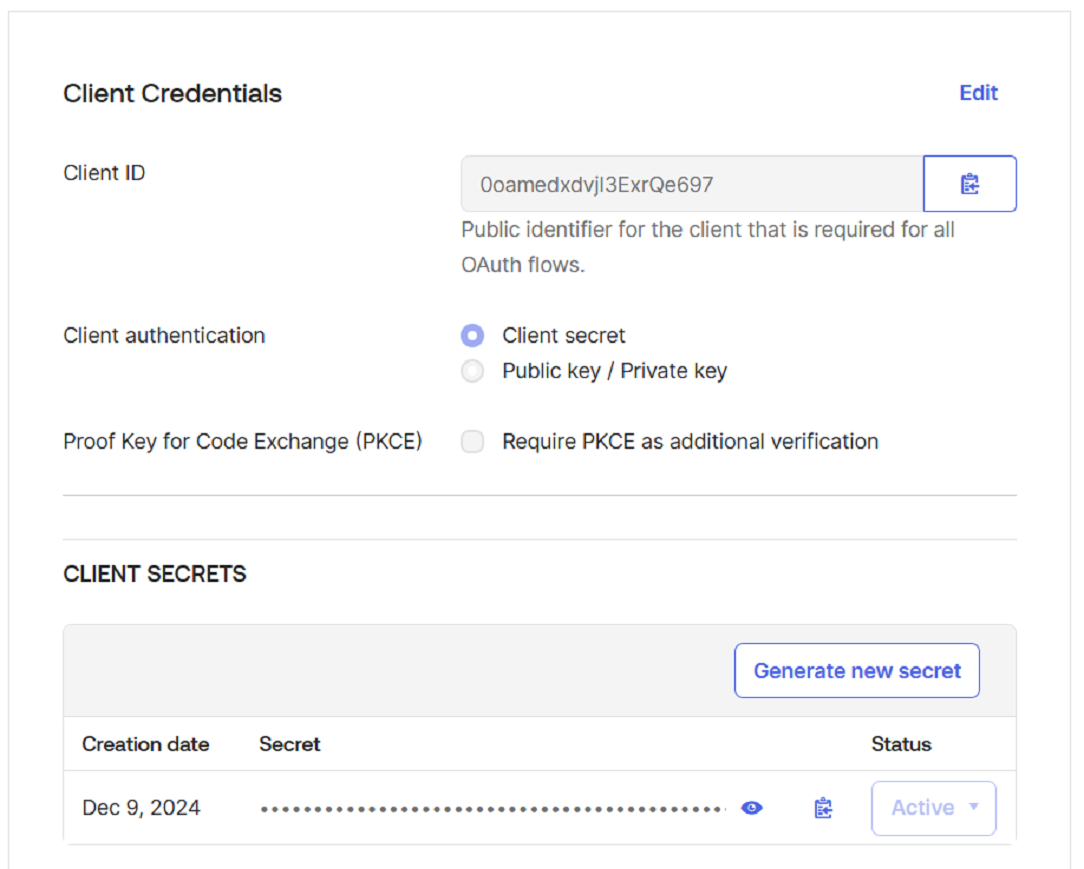 Client Credentials
Edit
Client ID
0oamedxdvjl3ExrQe697
Public identifier for the client that is required for all
OAuth flows.
Client authentication
Client secret
Public key / Private key
Proof Key for Code Exchange (PKCE)
Require PKCE as additional verification
CLIENT SECRETS
Generate new secret
Creation date Secret Status
Dec 9, 2024 Active